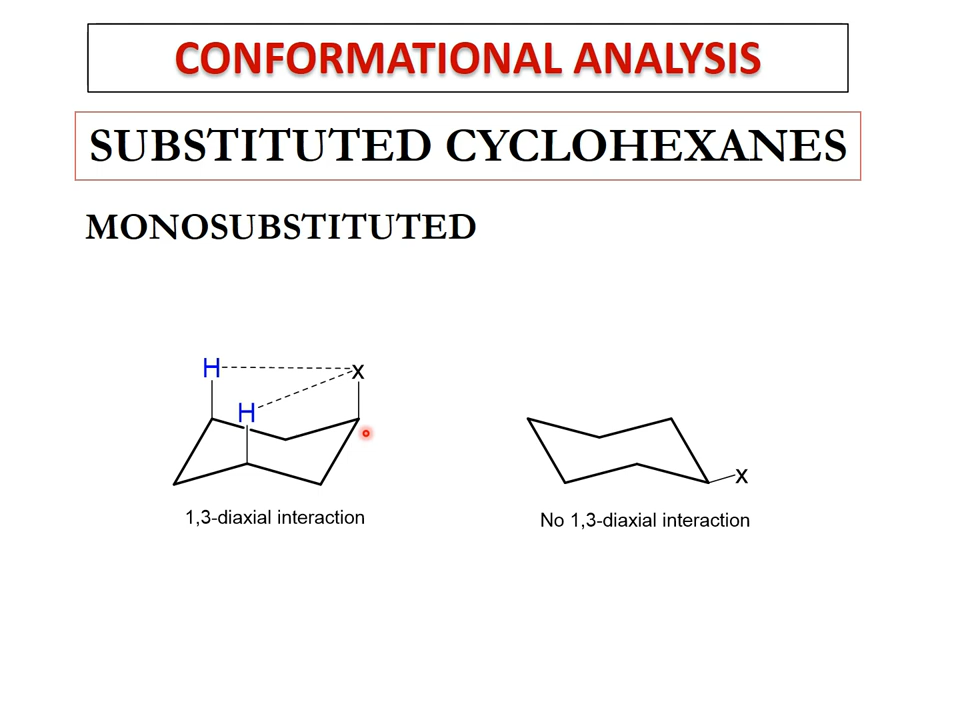 CONFORMATIONAL ANALYSIS
SUBSTITUTED CYCLOHEXANES
MONOSUBSTITUTED
H x
H
x
1,3-diaxial interaction
No 1,3-diaxial interaction